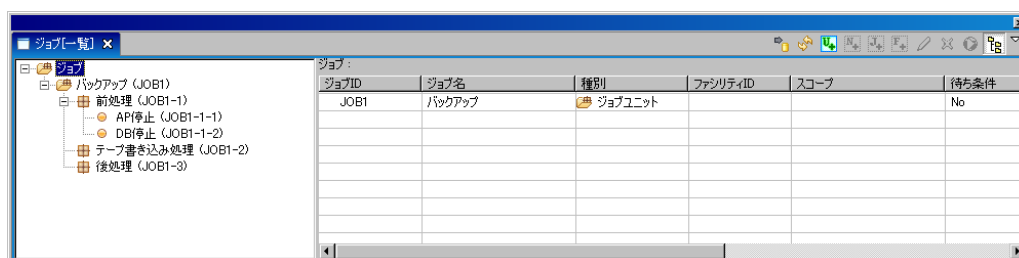 ジョブ[一覧]
ジョブ
バックアップ (JOB1)
前処理 (JOB1-1)
AP停止 (JOB1-1-1)
DB停止 (JOB1-1-2)
テープ書き込み処理 (JOB1-2)
後処理 (JOB1-3)
ジョブ :
ジョブID ジョブ名 種別 ファシリティID スコープ 待ち条件
JOB1 バックアップ ジョブユニット No